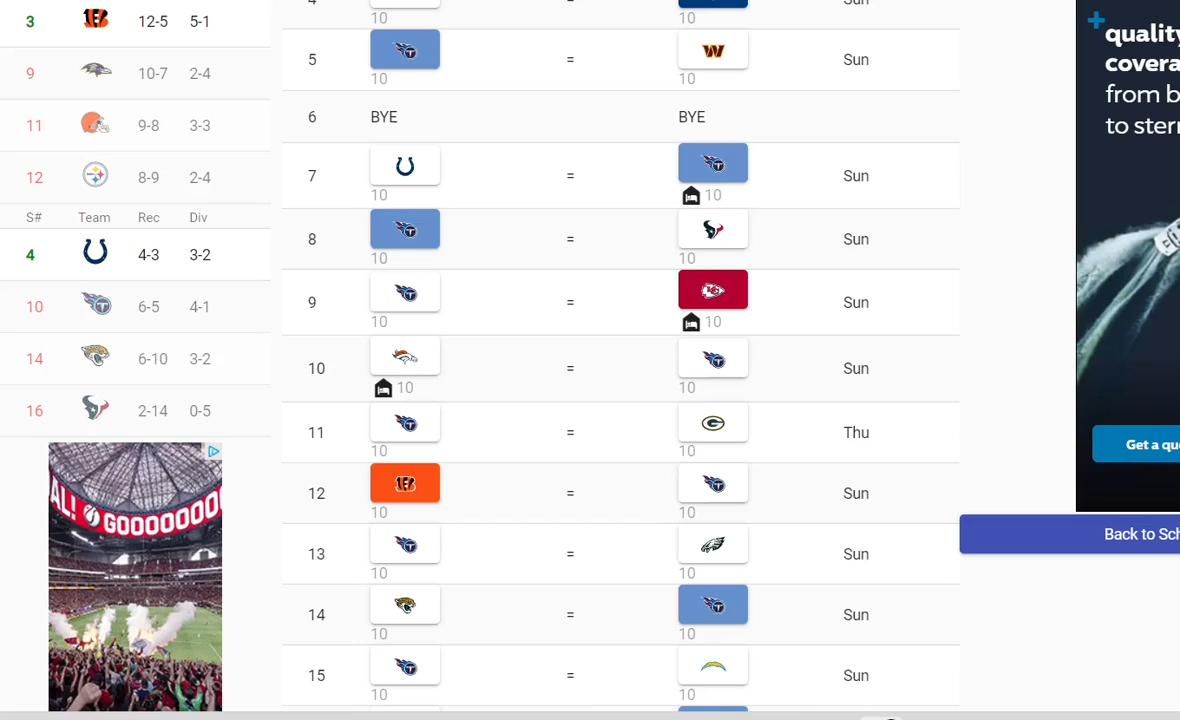 3 12-5 5-1
9 10-7 2-4
11 9-8 3-3
12 8-9 2-4
S# Team Rec Div
4 4-3 3-2
10 6-5 4-1
14 6-10 3-2
16 2-14 0-5
AL! GOOOOOOO
10 = 10
5 = Sun
10 10
6 BYE BYE
7 = Sun
10 10
8 = Sun
10 10
9 = Sun
10 10
10 = Sun
10 10
11 = Thu
10 10
12 = Sun
10 10
13 = Sun
10 10
14 = Sun
10 10
15 = Sun
10 10
quality
covera
from b
to ster
Get a qu
Back to Sch